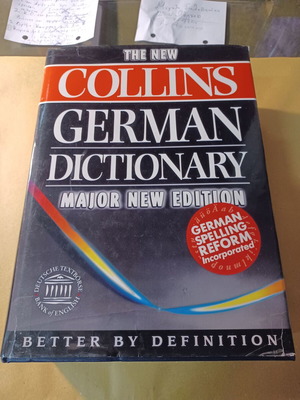 THE NEW
COLLINS
GERMAN
DICTIONARY
MAJOR NEW EDITION
GERMAN
SPELLING
REFORM
Incorporated
DEUTSCHE TEXTBÖRSE
BANK of ENGLISH
BETTER BY DEFINITION